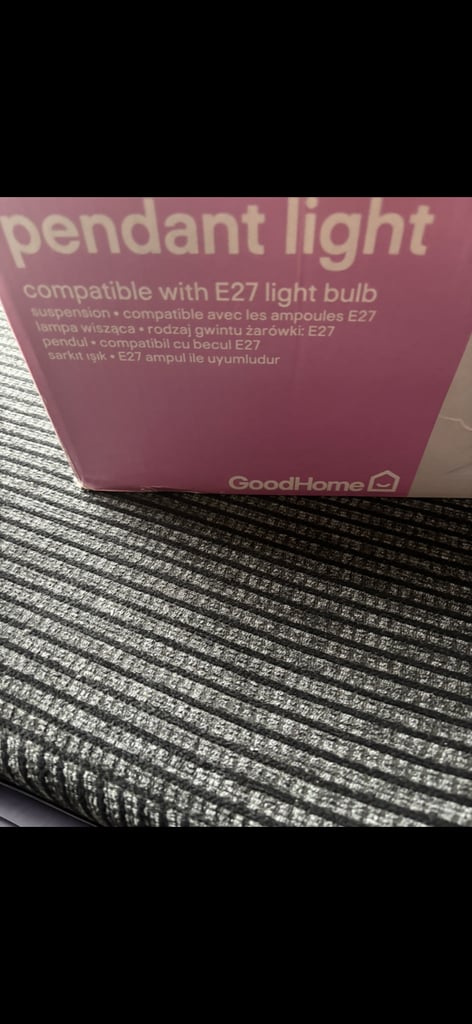 pendant light
compatible with E27 light bulb
suspension • compatible avec les ampoules E27
lampa wisząca • rodzaj gwintu żarówki: E27
pendul • compatibil cu becul E27
sarkıt ışık • E27 ampul ile uyumludur
GoodHome